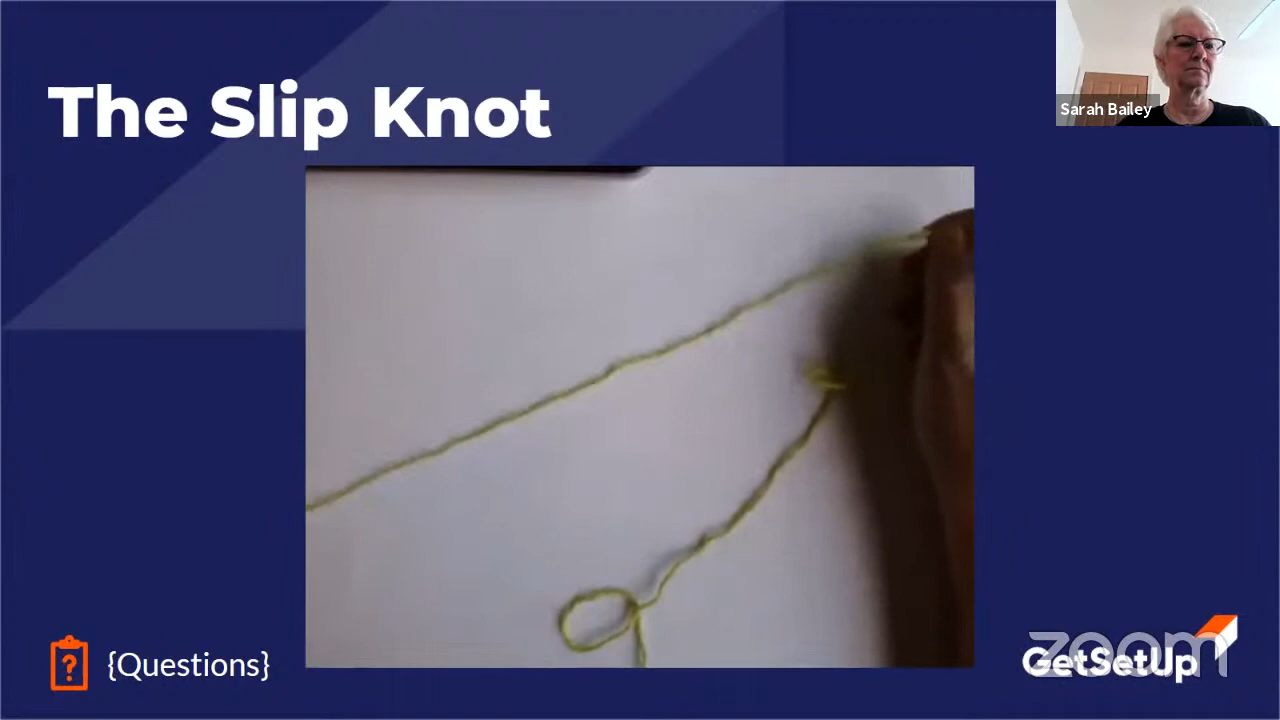 The Slip Knot
Sarah Bailey
{Questions}
zoom
GetSetUp